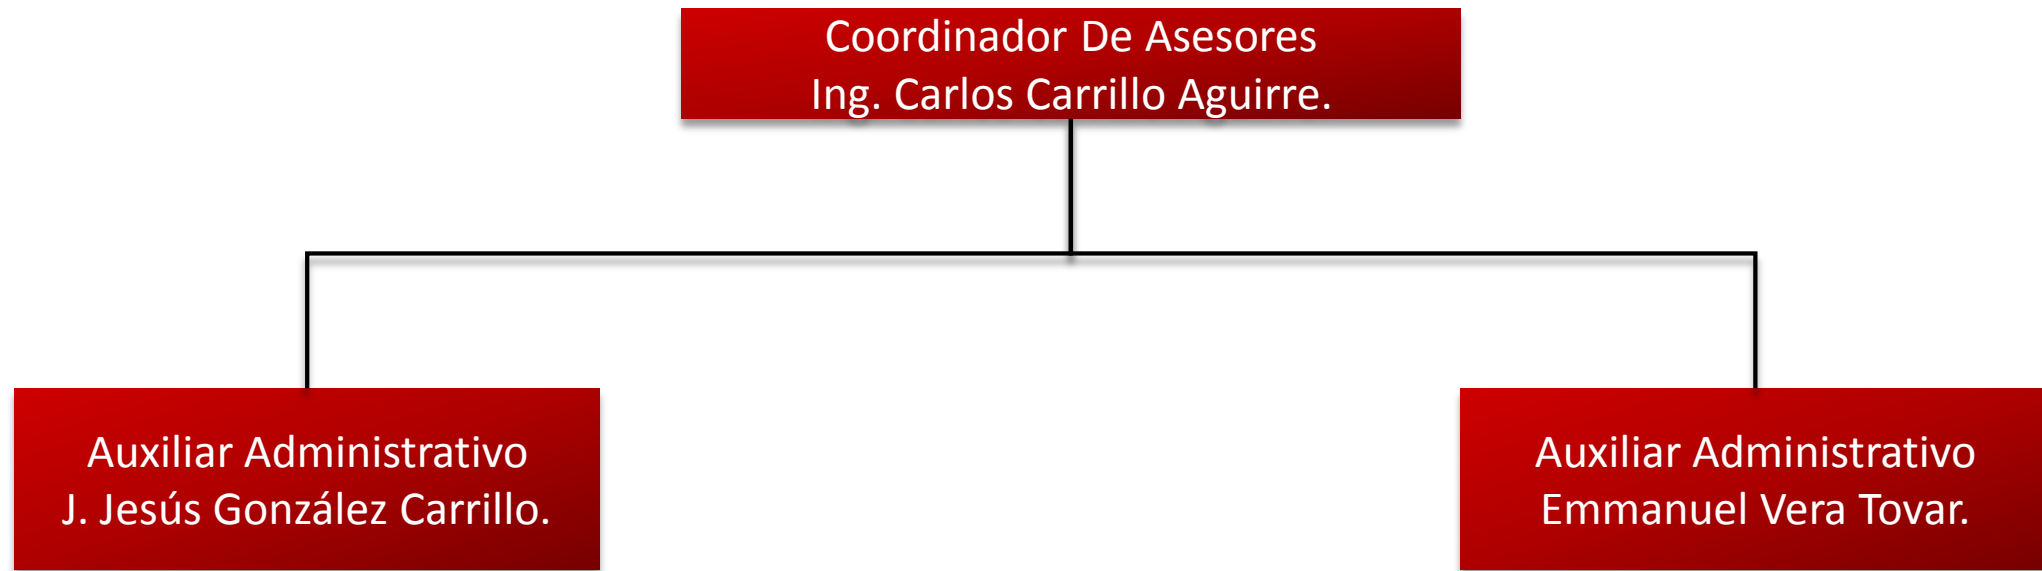 Coordinador De Asesores
Ing. Carlos Carrillo Aguirre.
Auxiliar Administrativo
J. Jesús González Carrillo.
Auxiliar Administrativo
Emmanuel Vera Tovar.